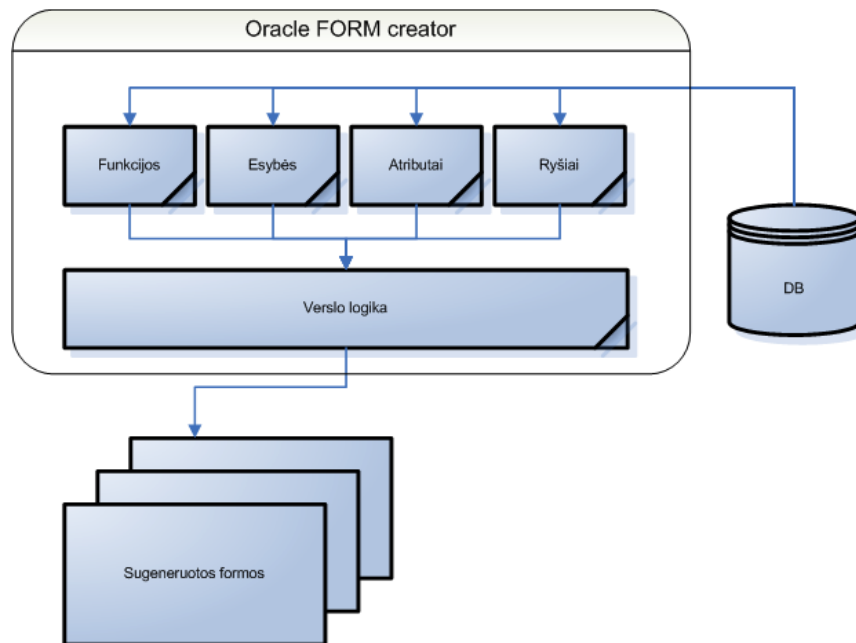 Oracle FORM creator
Funkcijos
Esybės
Atributai
Ryšiai
DB
Verslo logika
Sugeneruotos formos